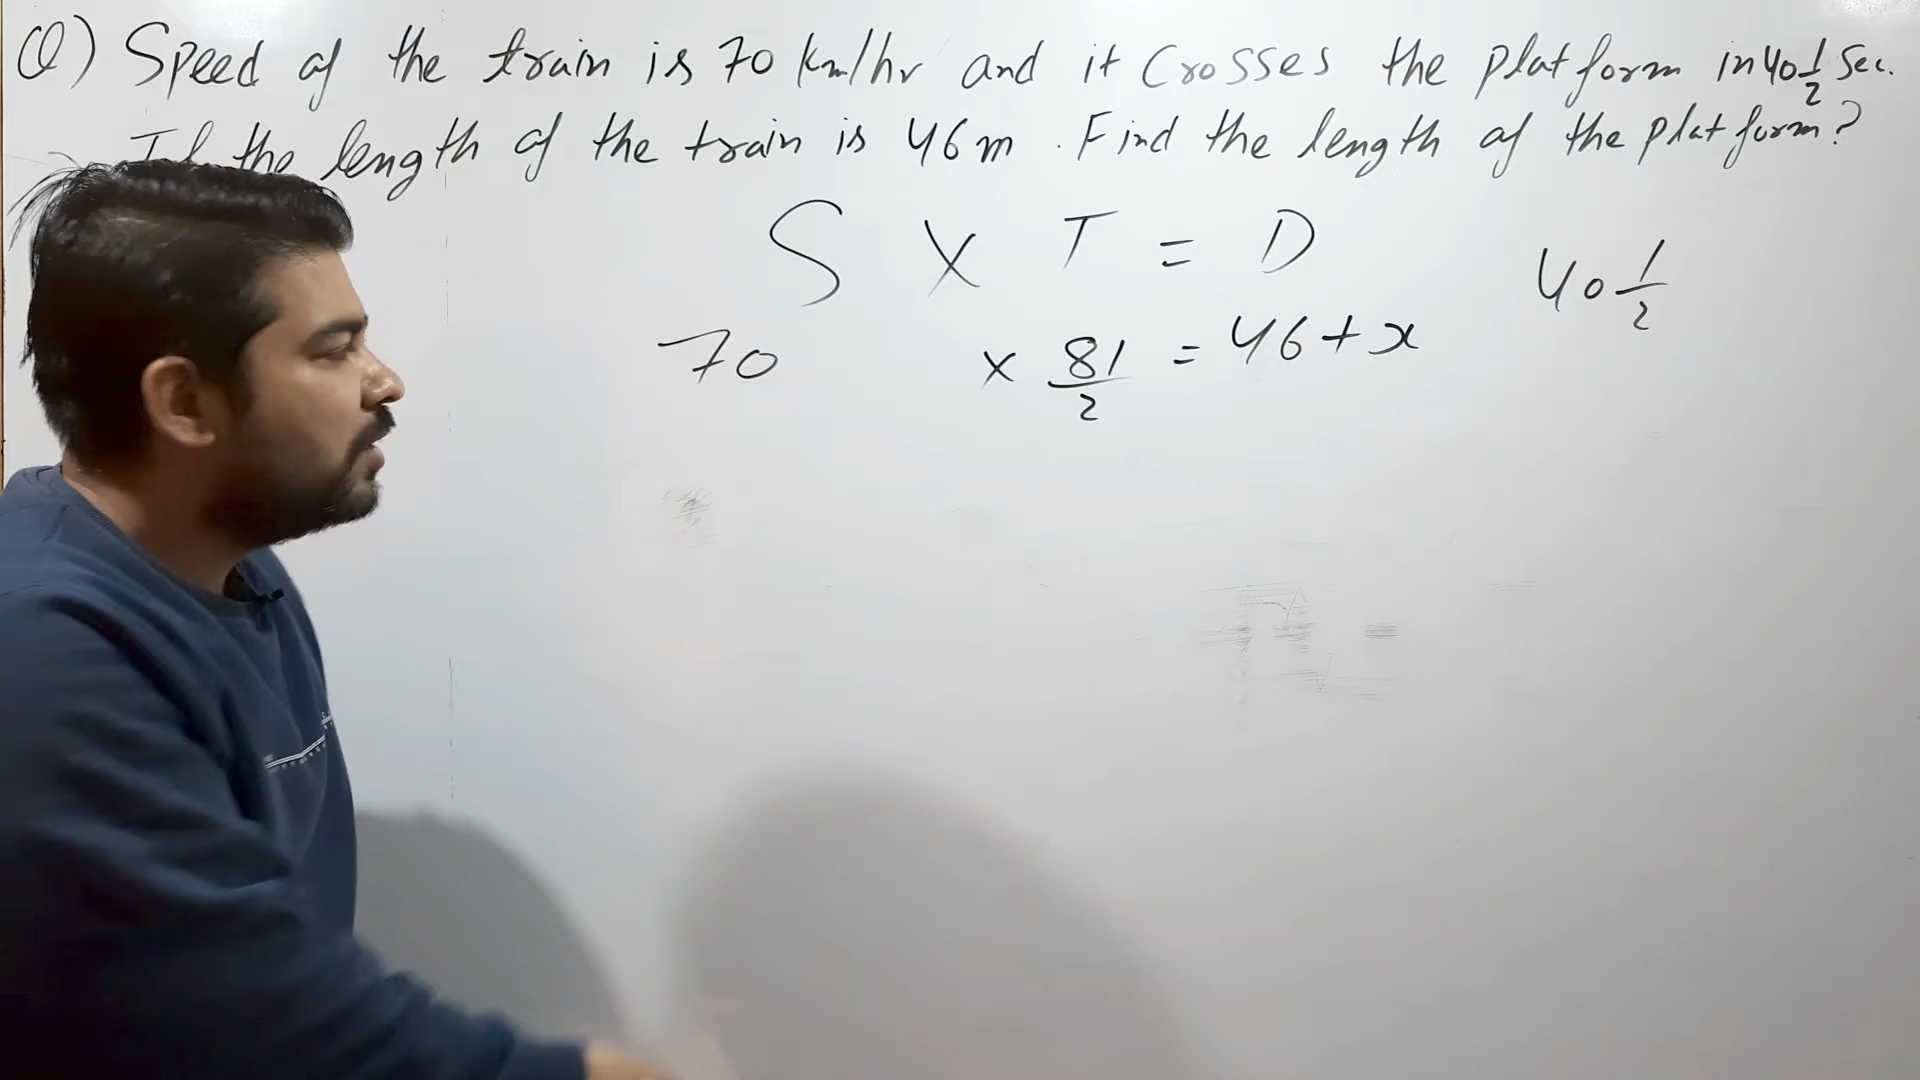 Q) Speed of the train is 70 km/hr and it Crosses the platform in 40 1/2 Sec.
If the length of the train is 46m. Find the length of the platform?
S X T = D
40 1/2
70 x 81/2 = 46 + x